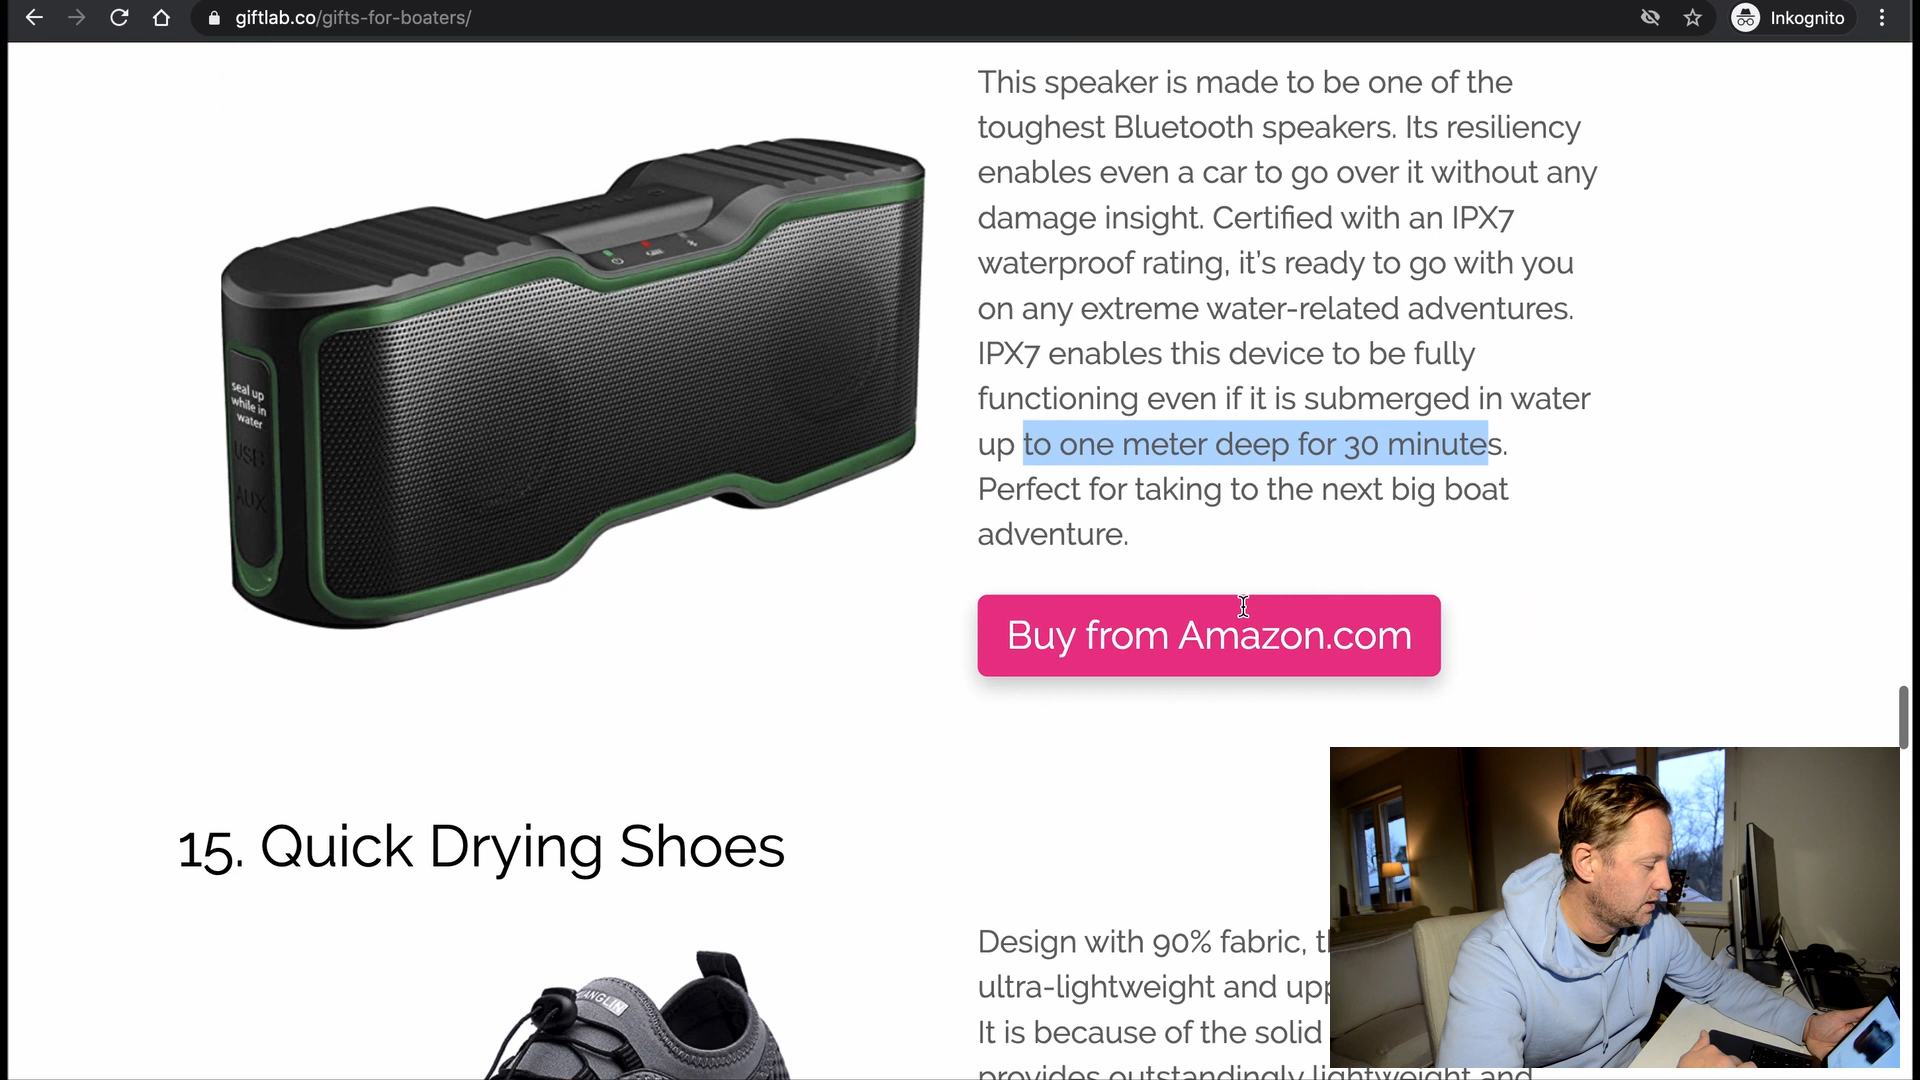 giftlab.co/gifts-for-boaters/
Inkognito
This speaker is made to be one of the
toughest Bluetooth speakers. Its resiliency
enables even a car to go over it without any
damage insight. Certified with an IPX7
waterproof rating, it's ready to go with you
on any extreme water-related adventures.
IPX7 enables this device to be fully
functioning even if it is submerged in water
up to one meter deep for 30 minutes.
Perfect for taking to the next big boat
adventure.
seal up
while in
water
USB
AUX
Buy from Amazon.com
15. Quick Drying Shoes
Design with 90% fabric,
ultra-lightweight and
It is because of the solid
provides outstandingly lightweight and